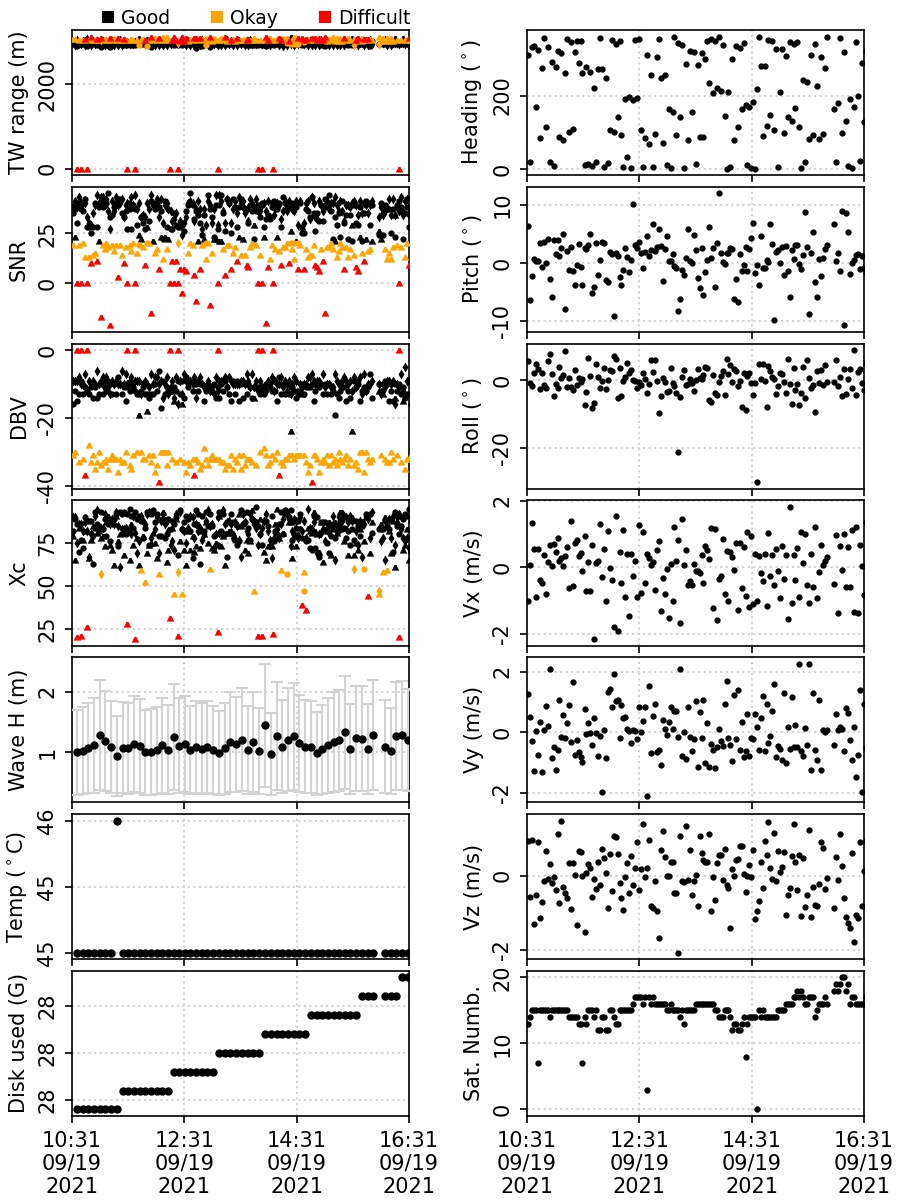 Good Okay Difficult
TW range (m)
2000
0
Heading (°)
200
0
SNR
25
0
Pitch (°)
10
0
-10
DBV
0
-20
-40
Roll (°)
0
-20
Xc
75
50
25
Vx (m/s)
2
0
-2
Wave H (m)
2
1
Vy (m/s)
2
0
-2
Temp (°C)
46
45
45
Vz (m/s)
0
-2
Disk used (G)
28
28
28
Sat. Numb.
20
10
0
10:31 12:31 14:31 16:31 10:31 12:31 14:31 16:31
09/19 09/19 09/19 09/19 09/19 09/19 09/19 09/19
2021 2021 2021 2021 2021 2021 2021 2021